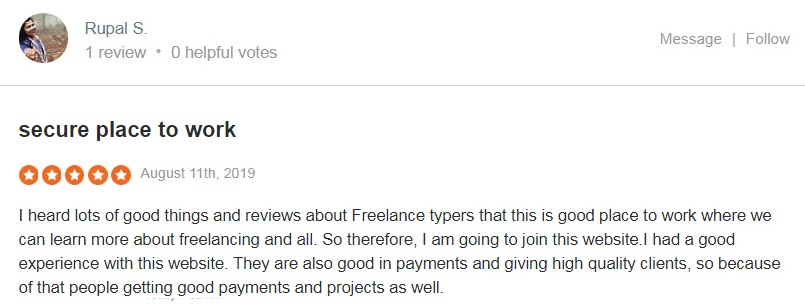 Rupal S.
1 review • 0 helpful votes
Message | Follow
secure place to work
August 11th, 2019
I heard lots of good things and reviews about Freelance typers that this is good place to work where we
can learn more about freelancing and all. So therefore, I am going to join this website.I had a good
experience with this website. They are also good in payments and giving high quality clients, so because
of that people getting good payments and projects as well.